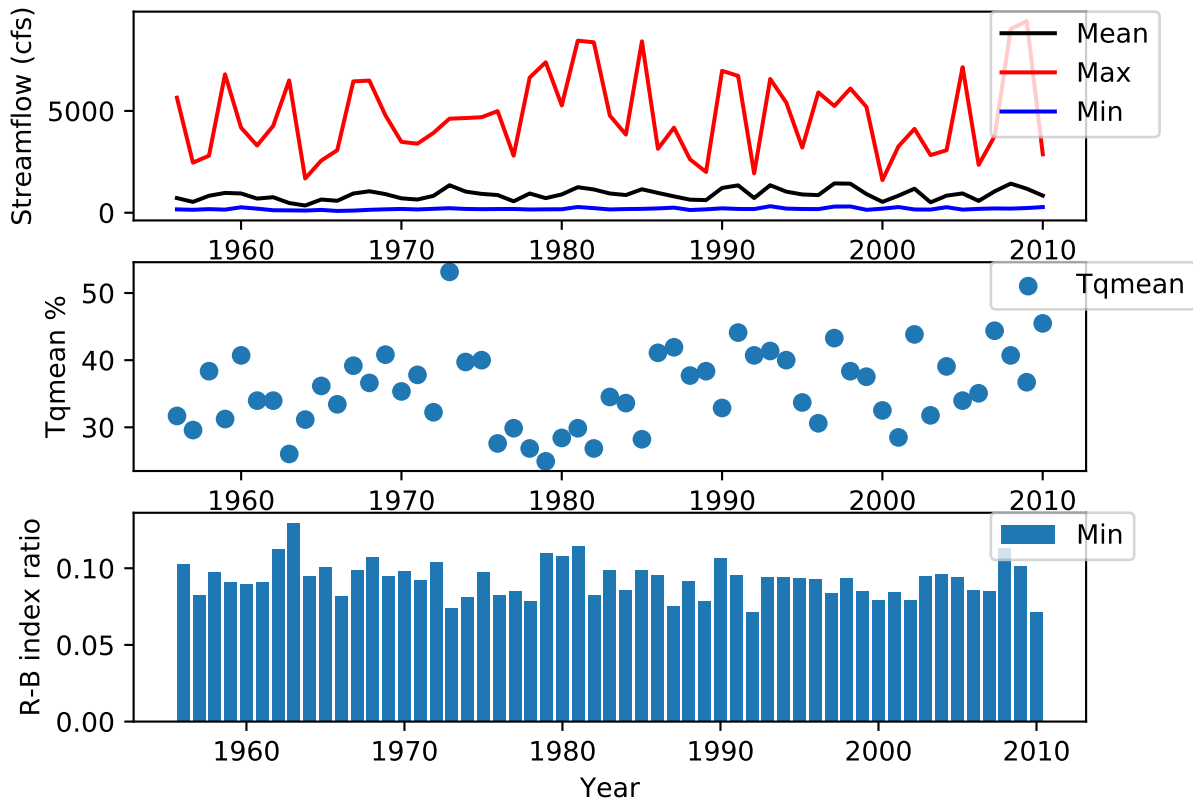 Streamflow (cfs)
5000
0
Mean
Max
Min
1960 1970 1980 1990 2000 2010
Tqmean %
50
40
30
Tqmean
1960 1970 1980 1990 2000 2010
R-B index ratio
0.10
0.05
0.00
Min
1960 1970 1980 1990 2000 2010
Year